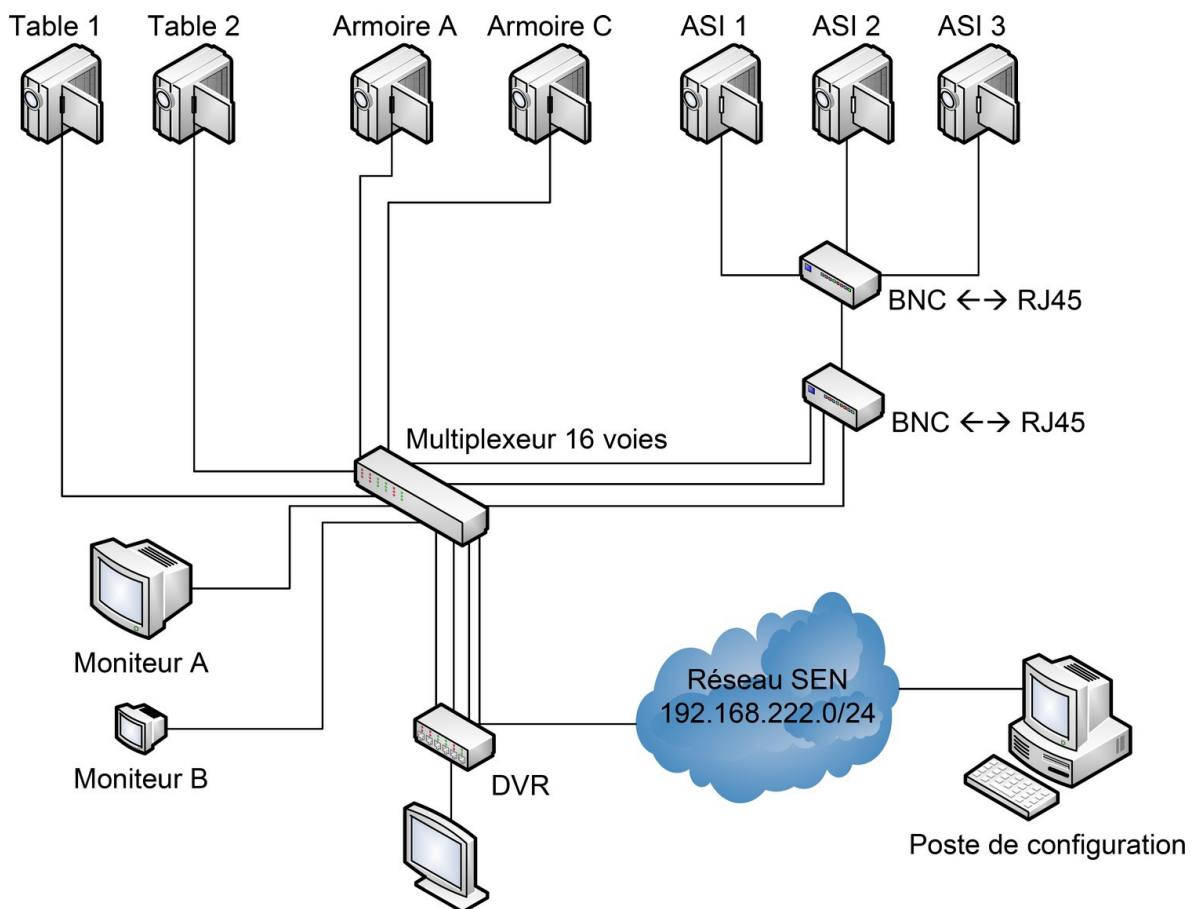 Table 1
Table 2
Armoire A
Armoire C
ASI 1
ASI 2
ASI 3
BNC ←→ RJ45
BNC ←→ RJ45
Multiplexeur 16 voies
Moniteur A
Réseau SEN
192.168.222.0/24
Moniteur B
DVR
Poste de configuration